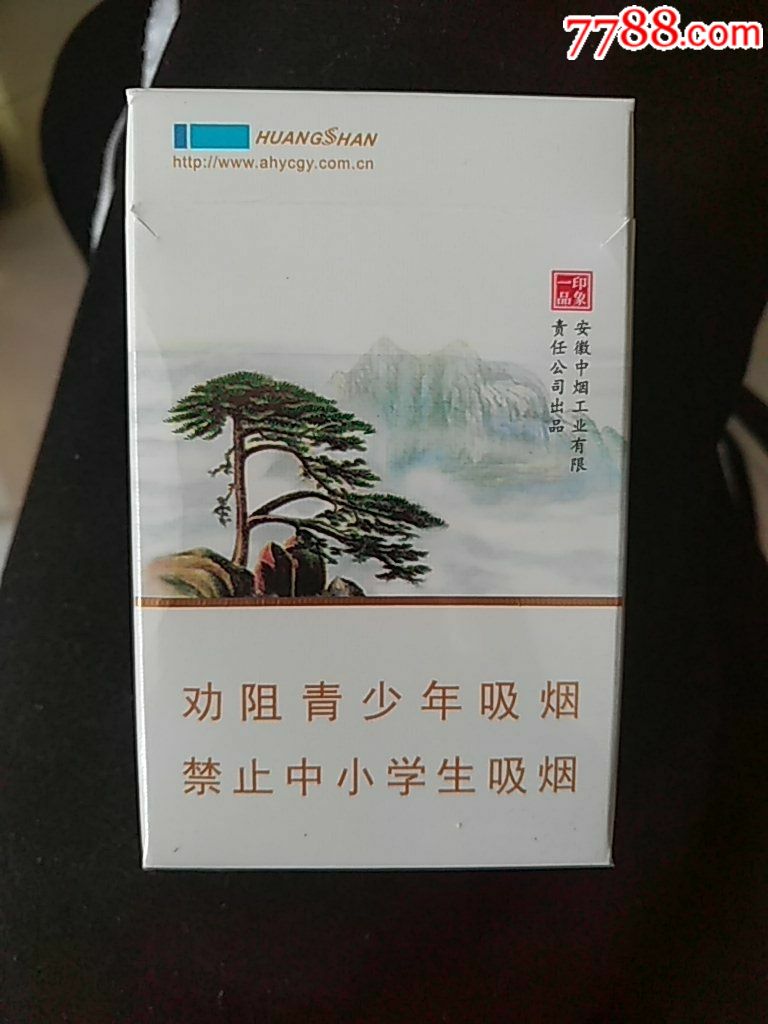 7788.com
HUANGSHAN
http://www.ahycgy.com.cn
印象
一品
安徽中烟工业有限
责任公司出品
劝阻青少年吸烟
禁止中小学生吸烟